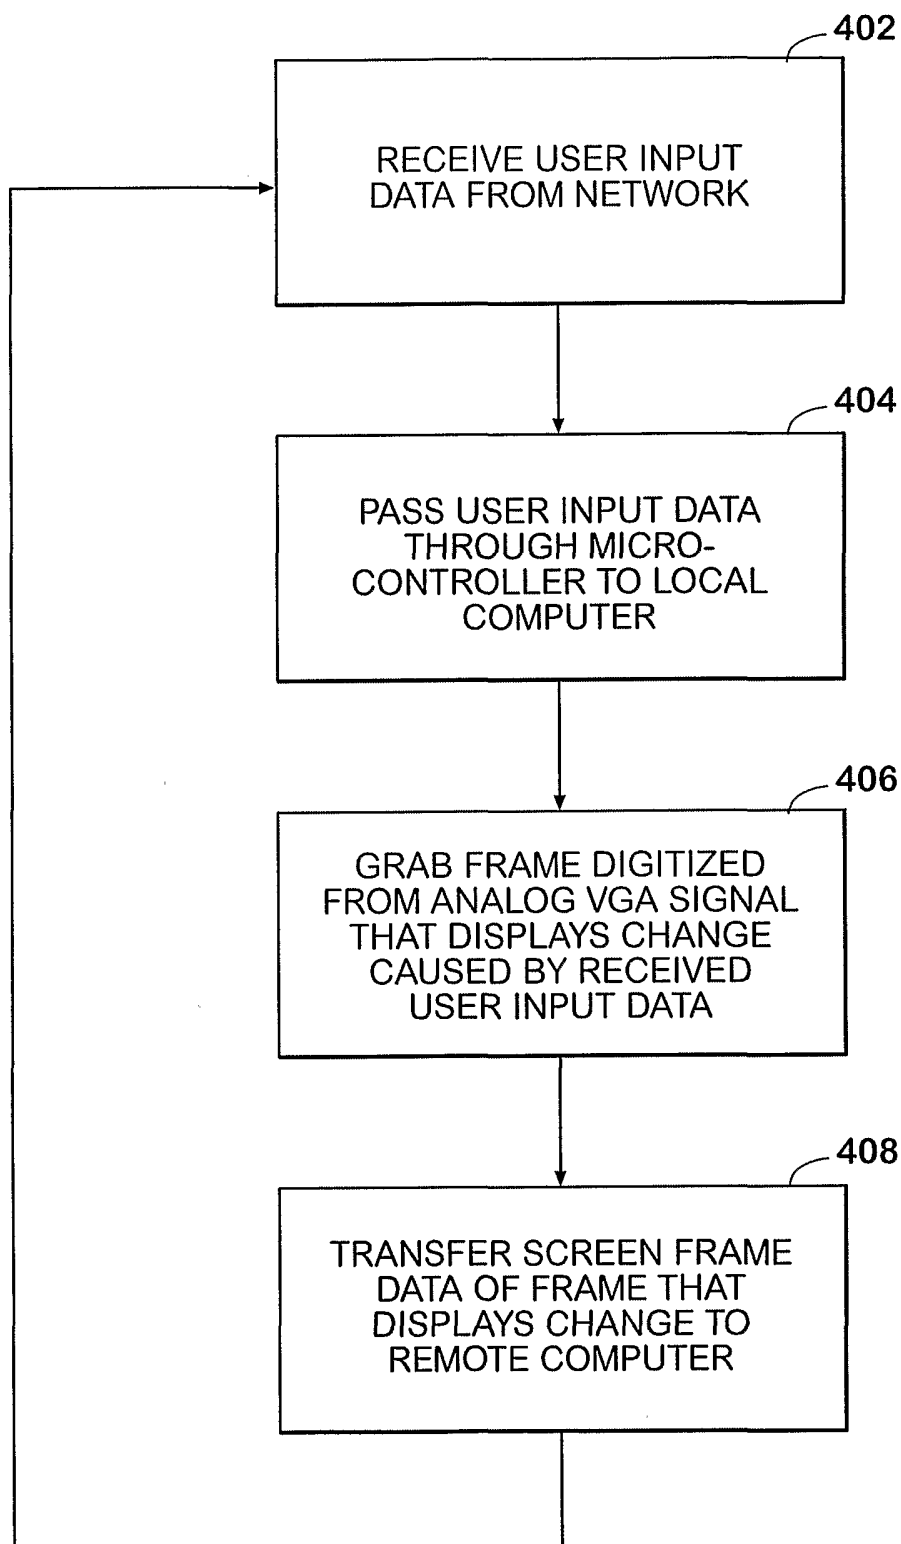 402
RECEIVE USER INPUT
DATA FROM NETWORK
404
PASS USER INPUT DATA
THROUGH MICRO-
CONTROLLER TO LOCAL
COMPUTER
406
GRAB FRAME DIGITIZED
FROM ANALOG VGA SIGNAL
THAT DISPLAYS CHANGE
CAUSED BY RECEIVED
USER INPUT DATA
408
TRANSFER SCREEN FRAME
DATA OF FRAME THAT
DISPLAYS CHANGE TO
REMOTE COMPUTER